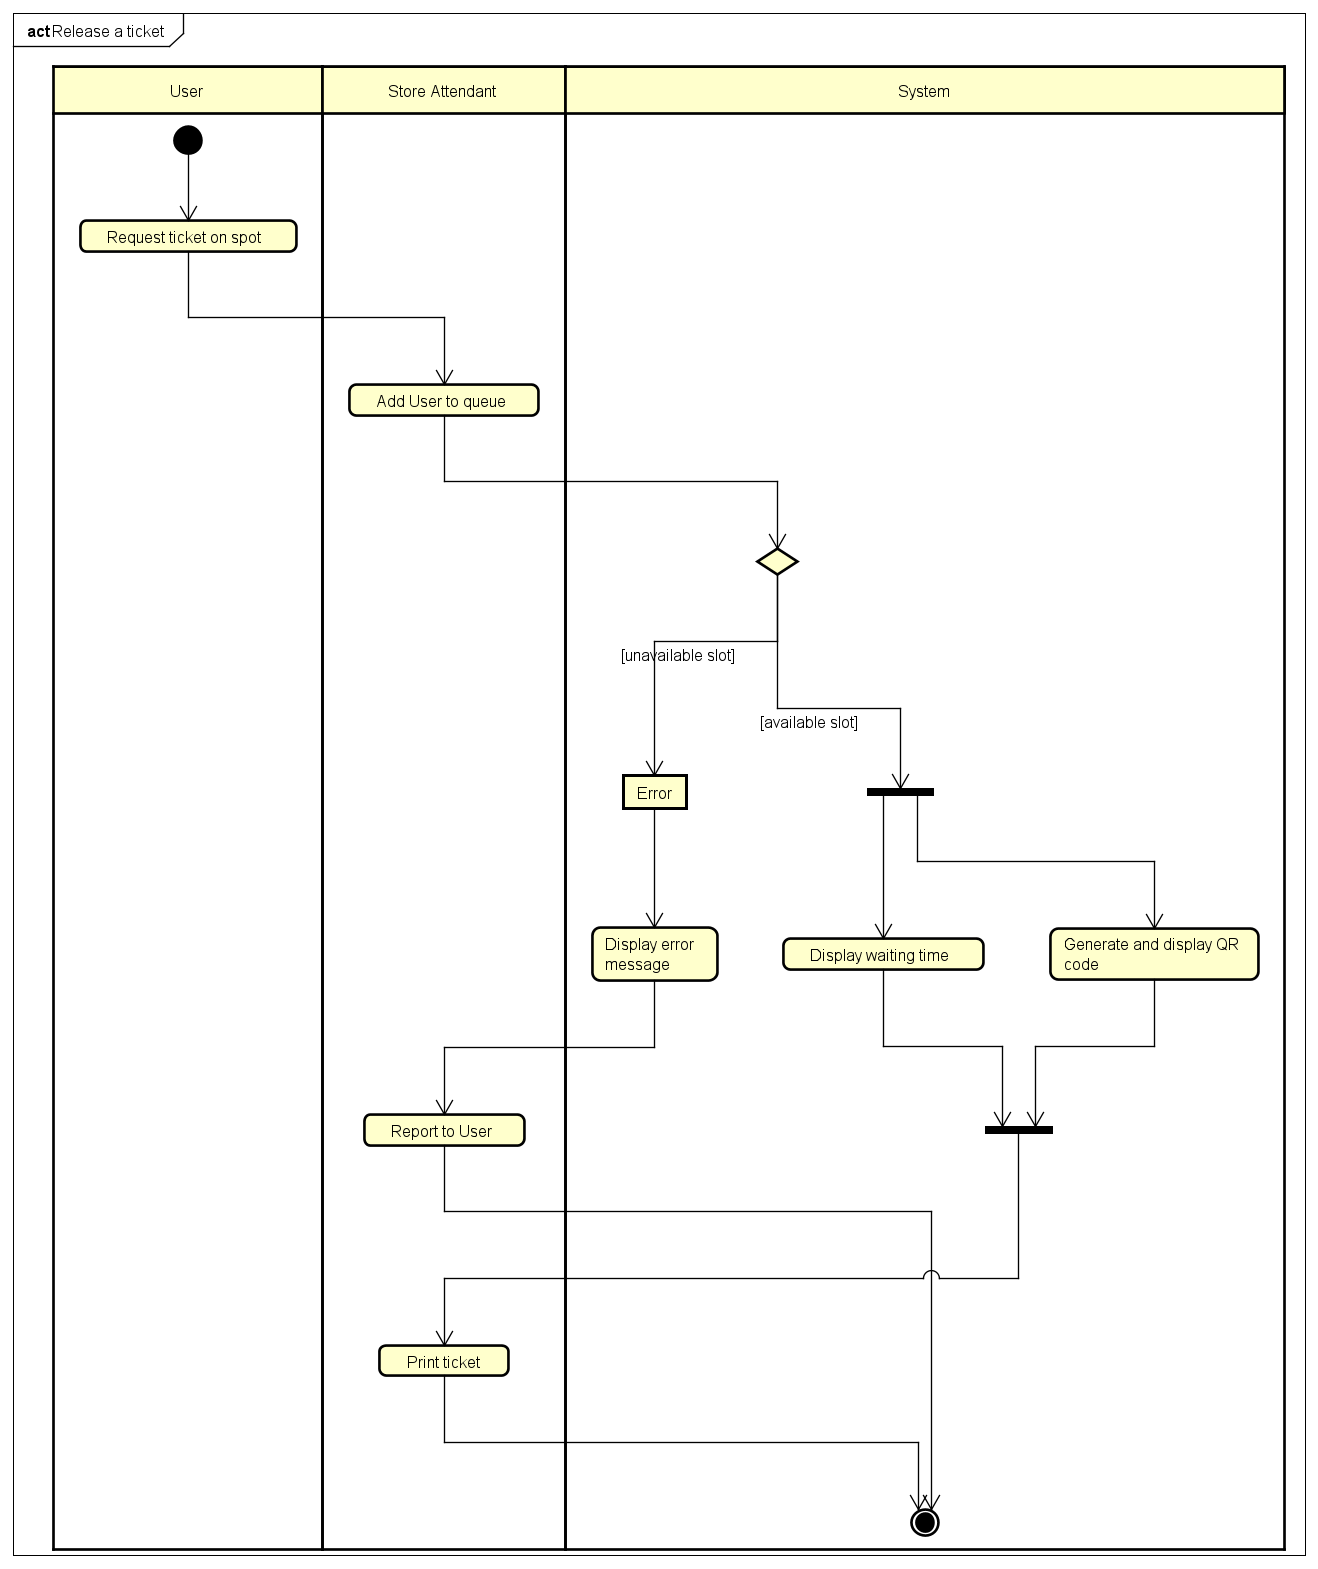 act Release a ticket
User
Store Attendant
System
Request ticket on spot
Add User to queue
[unavailable slot]
[available slot]
Error
Display error
message
Display waiting time
Generate and display QR
code
Report to User
Print ticket